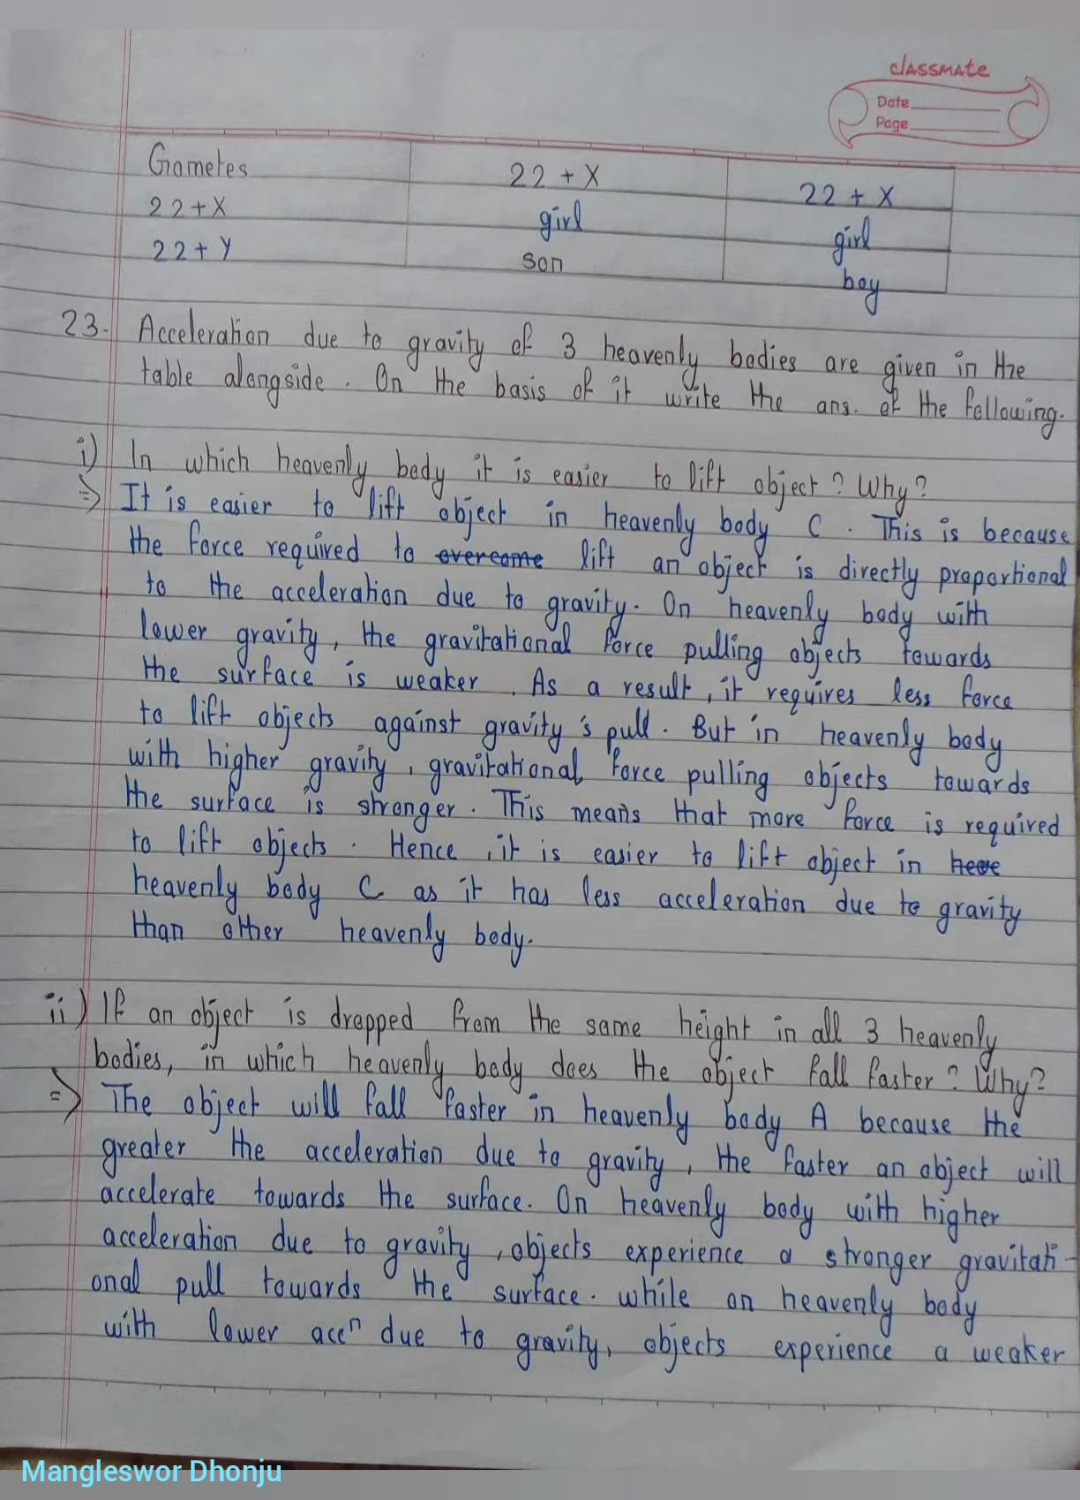 classmate
Date
Page
Gametes 22 + X 22 + X
22+X girl girl
22+Y son boy
23. Acceleration due to gravity of 3 heavenly bodies are given in the
table alongside. On the basis of it write the ans. of the following.
i) In which heavenly body it is easier to lift object? Why?
⇒ It is easier to lift object in heavenly body C. This is because
the force required to overcome lift an object is directly proportional
to the acceleration due to gravity. On heavenly body with
lower gravity, the gravitational force pulling objects towards
the surface is weaker. As a result, it requires less force
to lift objects against gravity's pull. But in heavenly body
with higher gravity, gravitational force pulling objects towards
the surface is stronger. This means that more force is required
to lift objects. Hence, it is easier to lift object in heve
heavenly body C as it has less acceleration due to gravity
than other heavenly body.
ii) If an object is dropped from the same height in all 3 heavenly
bodies, in which heavenly body does the object fall faster? Why?
⇒ The object will fall faster in heavenly body A because the
greater the acceleration due to gravity, the faster an object will
accelerate towards the surface. On heavenly body with higher
acceleration due to gravity, objects experience a stronger gravitati-
onal pull towards the surface. While on heavenly body
with lower accⁿ due to gravity, objects experience a weaker
Mangleswor Dhonju